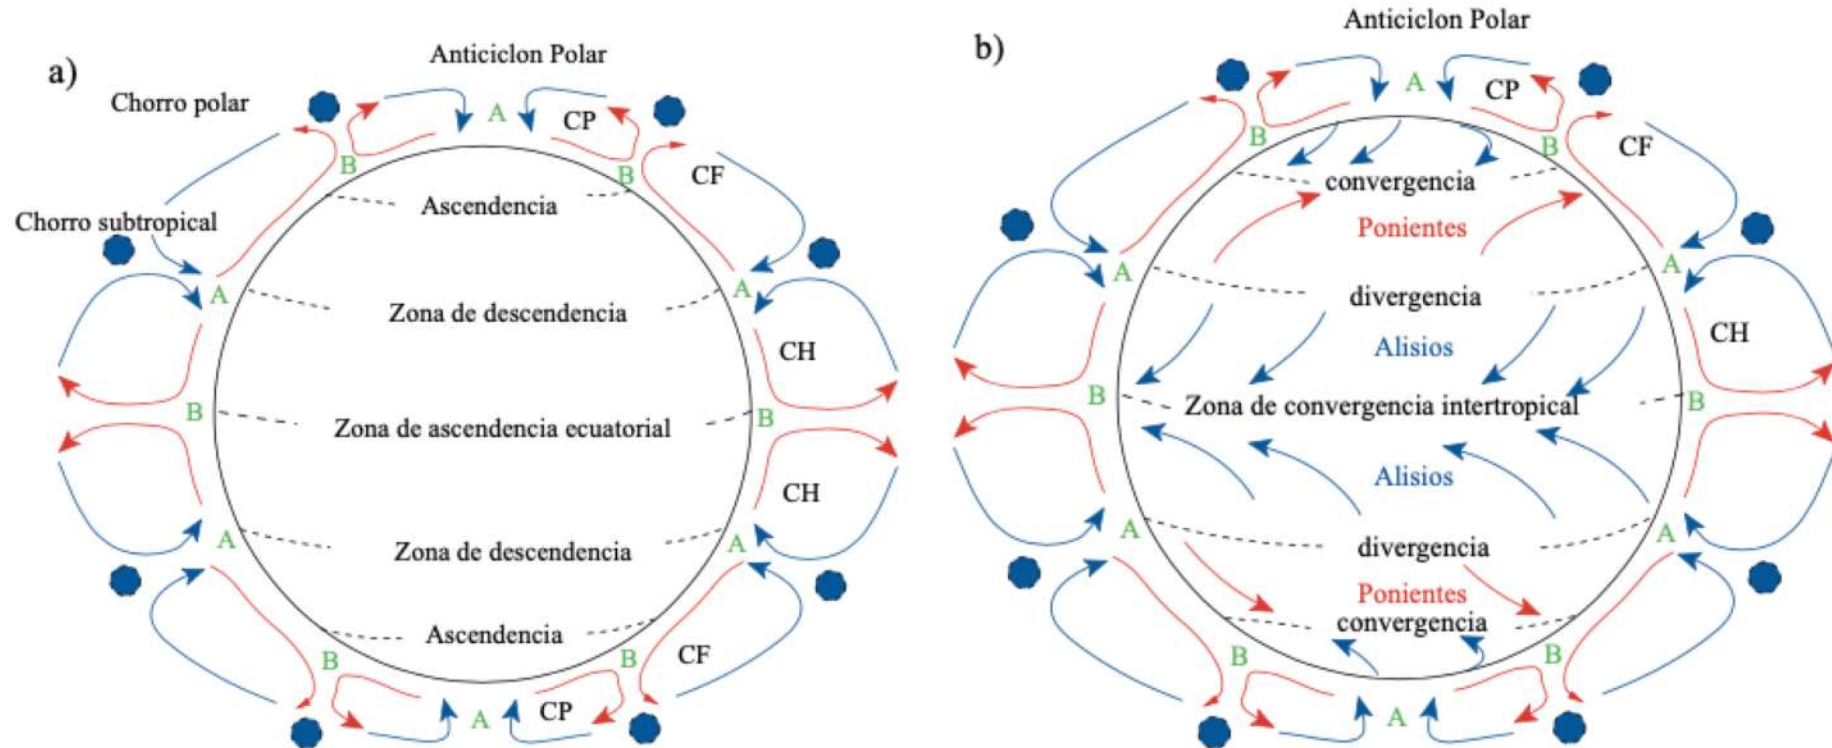 a)
Anticiclon Polar
Chorro polar
A
CP
B
B
CF
Ascendencia
Chorro subtropical
A
A
Zona de descendencia
CH
B
B
Zona de ascendencia ecuatorial
CH
A
A
Zona de descendencia
Ascendencia
B
B
CF
A
CP
b)
Anticiclon Polar
A
CP
B
B
CF
convergencia
Ponientes
A
A
divergencia
CH
Alisios
B
B
Zona de convergencia intertropical
Alisios
A
A
divergencia
Ponientes
convergencia
B
B
A